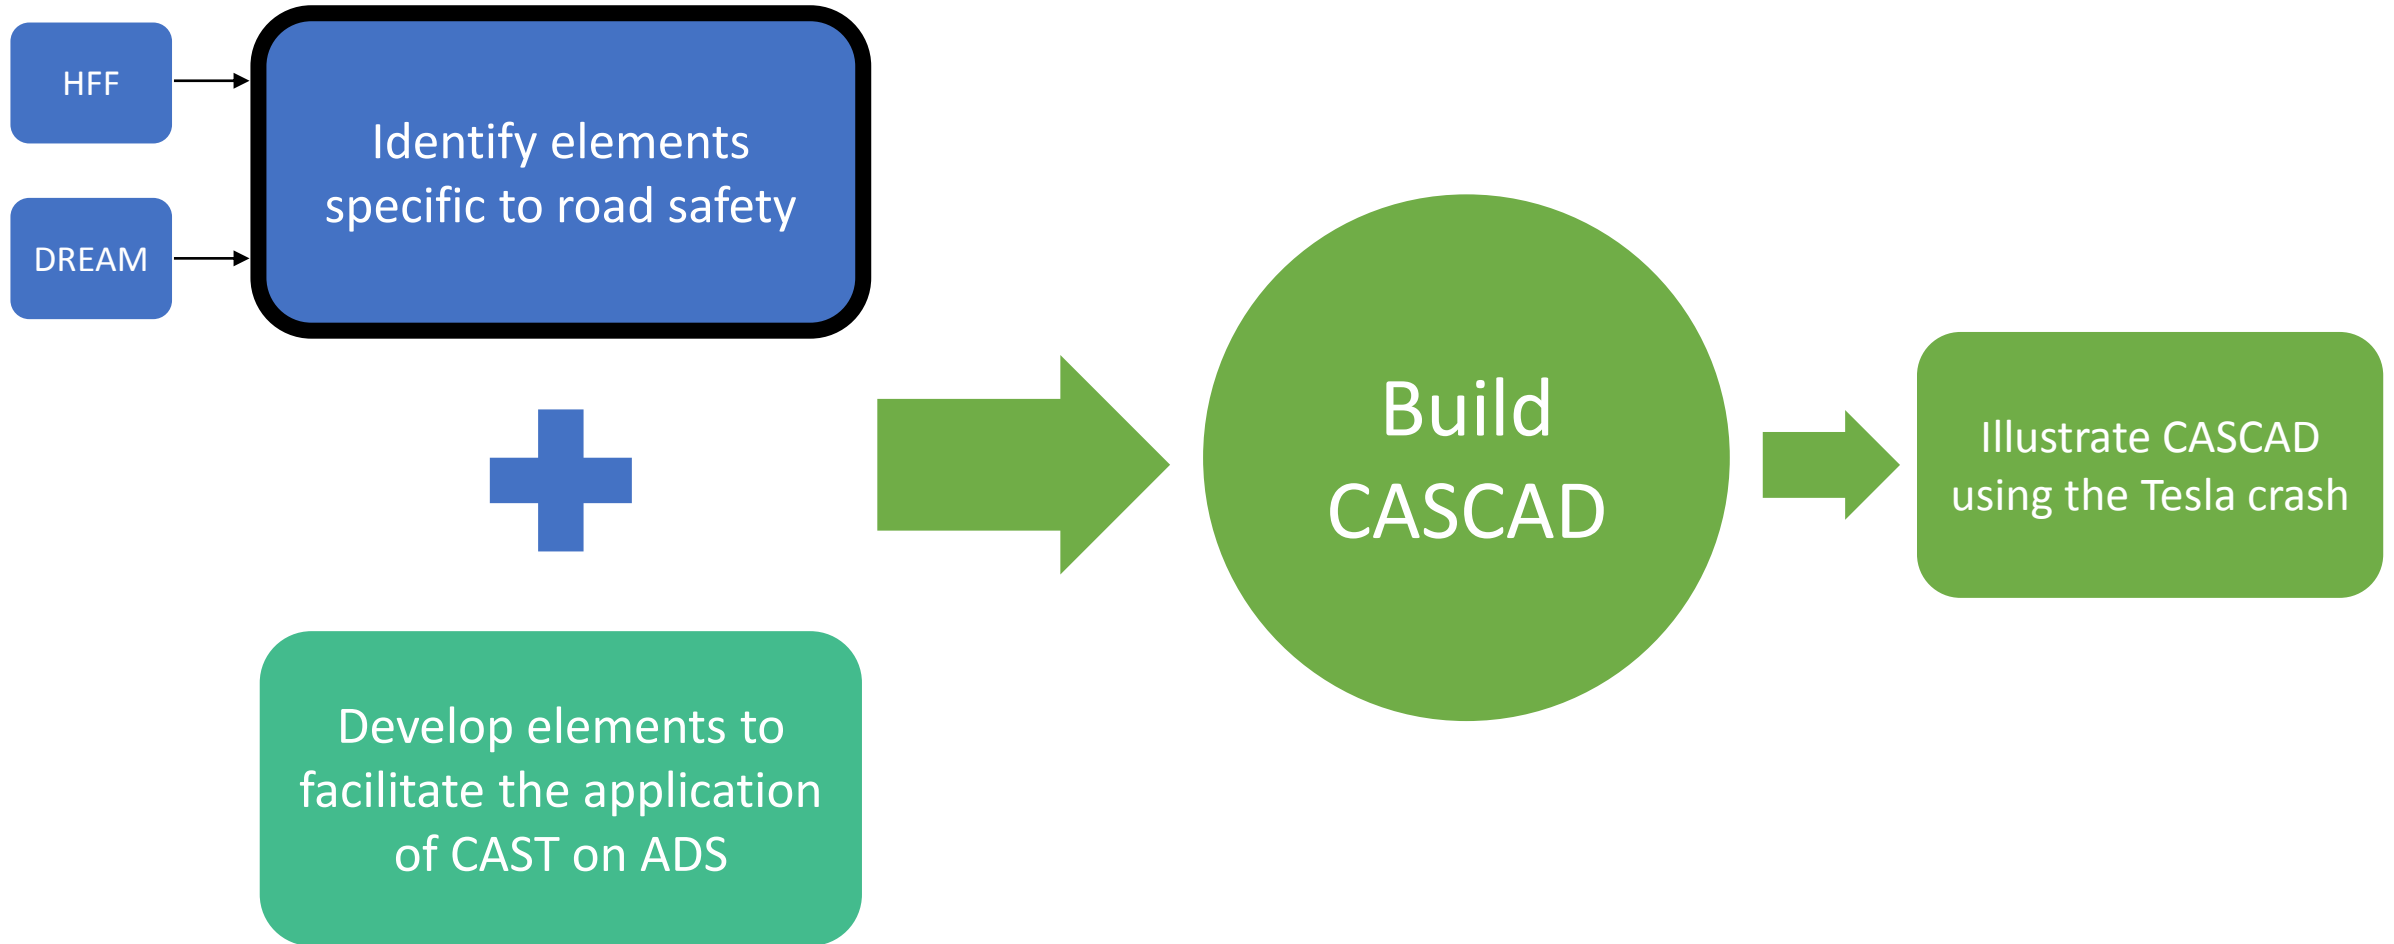 HFF
DREAM
Identify elements
specific to road safety
Develop elements to
facilitate the application
of CAST on ADS
Build
CASCAD
Illustrate CASCAD
using the Tesla crash